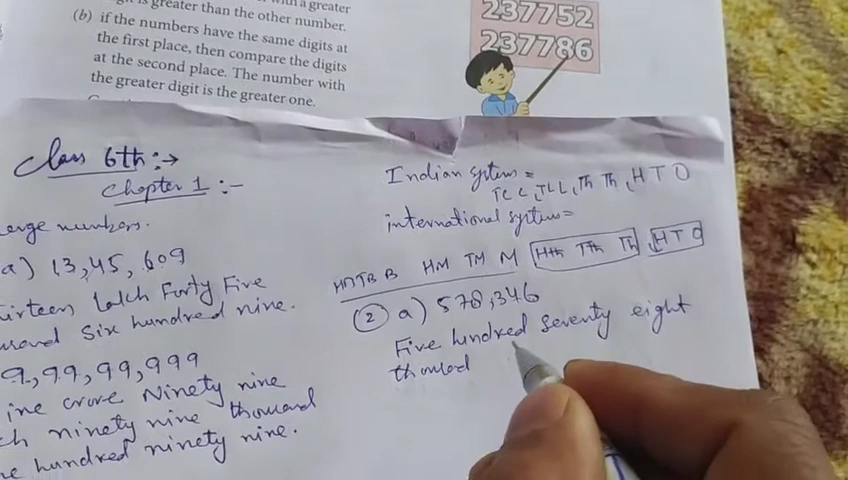 is greater than the other number.
(b) if the numbers have the same digits at
the first place, then compare the digits
at the second place. The number with
the greater digit is the greater one.
237752
237786
Class 6th :→
Chapter 1 :-
numbers.
a) 13,45,609
Latch Forty Five
Six hundred nine.
9,99,99,999
crore Ninety nine
ninety nine thousand
hundred ninety nine.
Indian System =
TC C, TL L, Th Th, H T O
international System =
B HM TM M Hth Tth Th, H T O
(2) a) 578,346
Five hundred Seventy eight